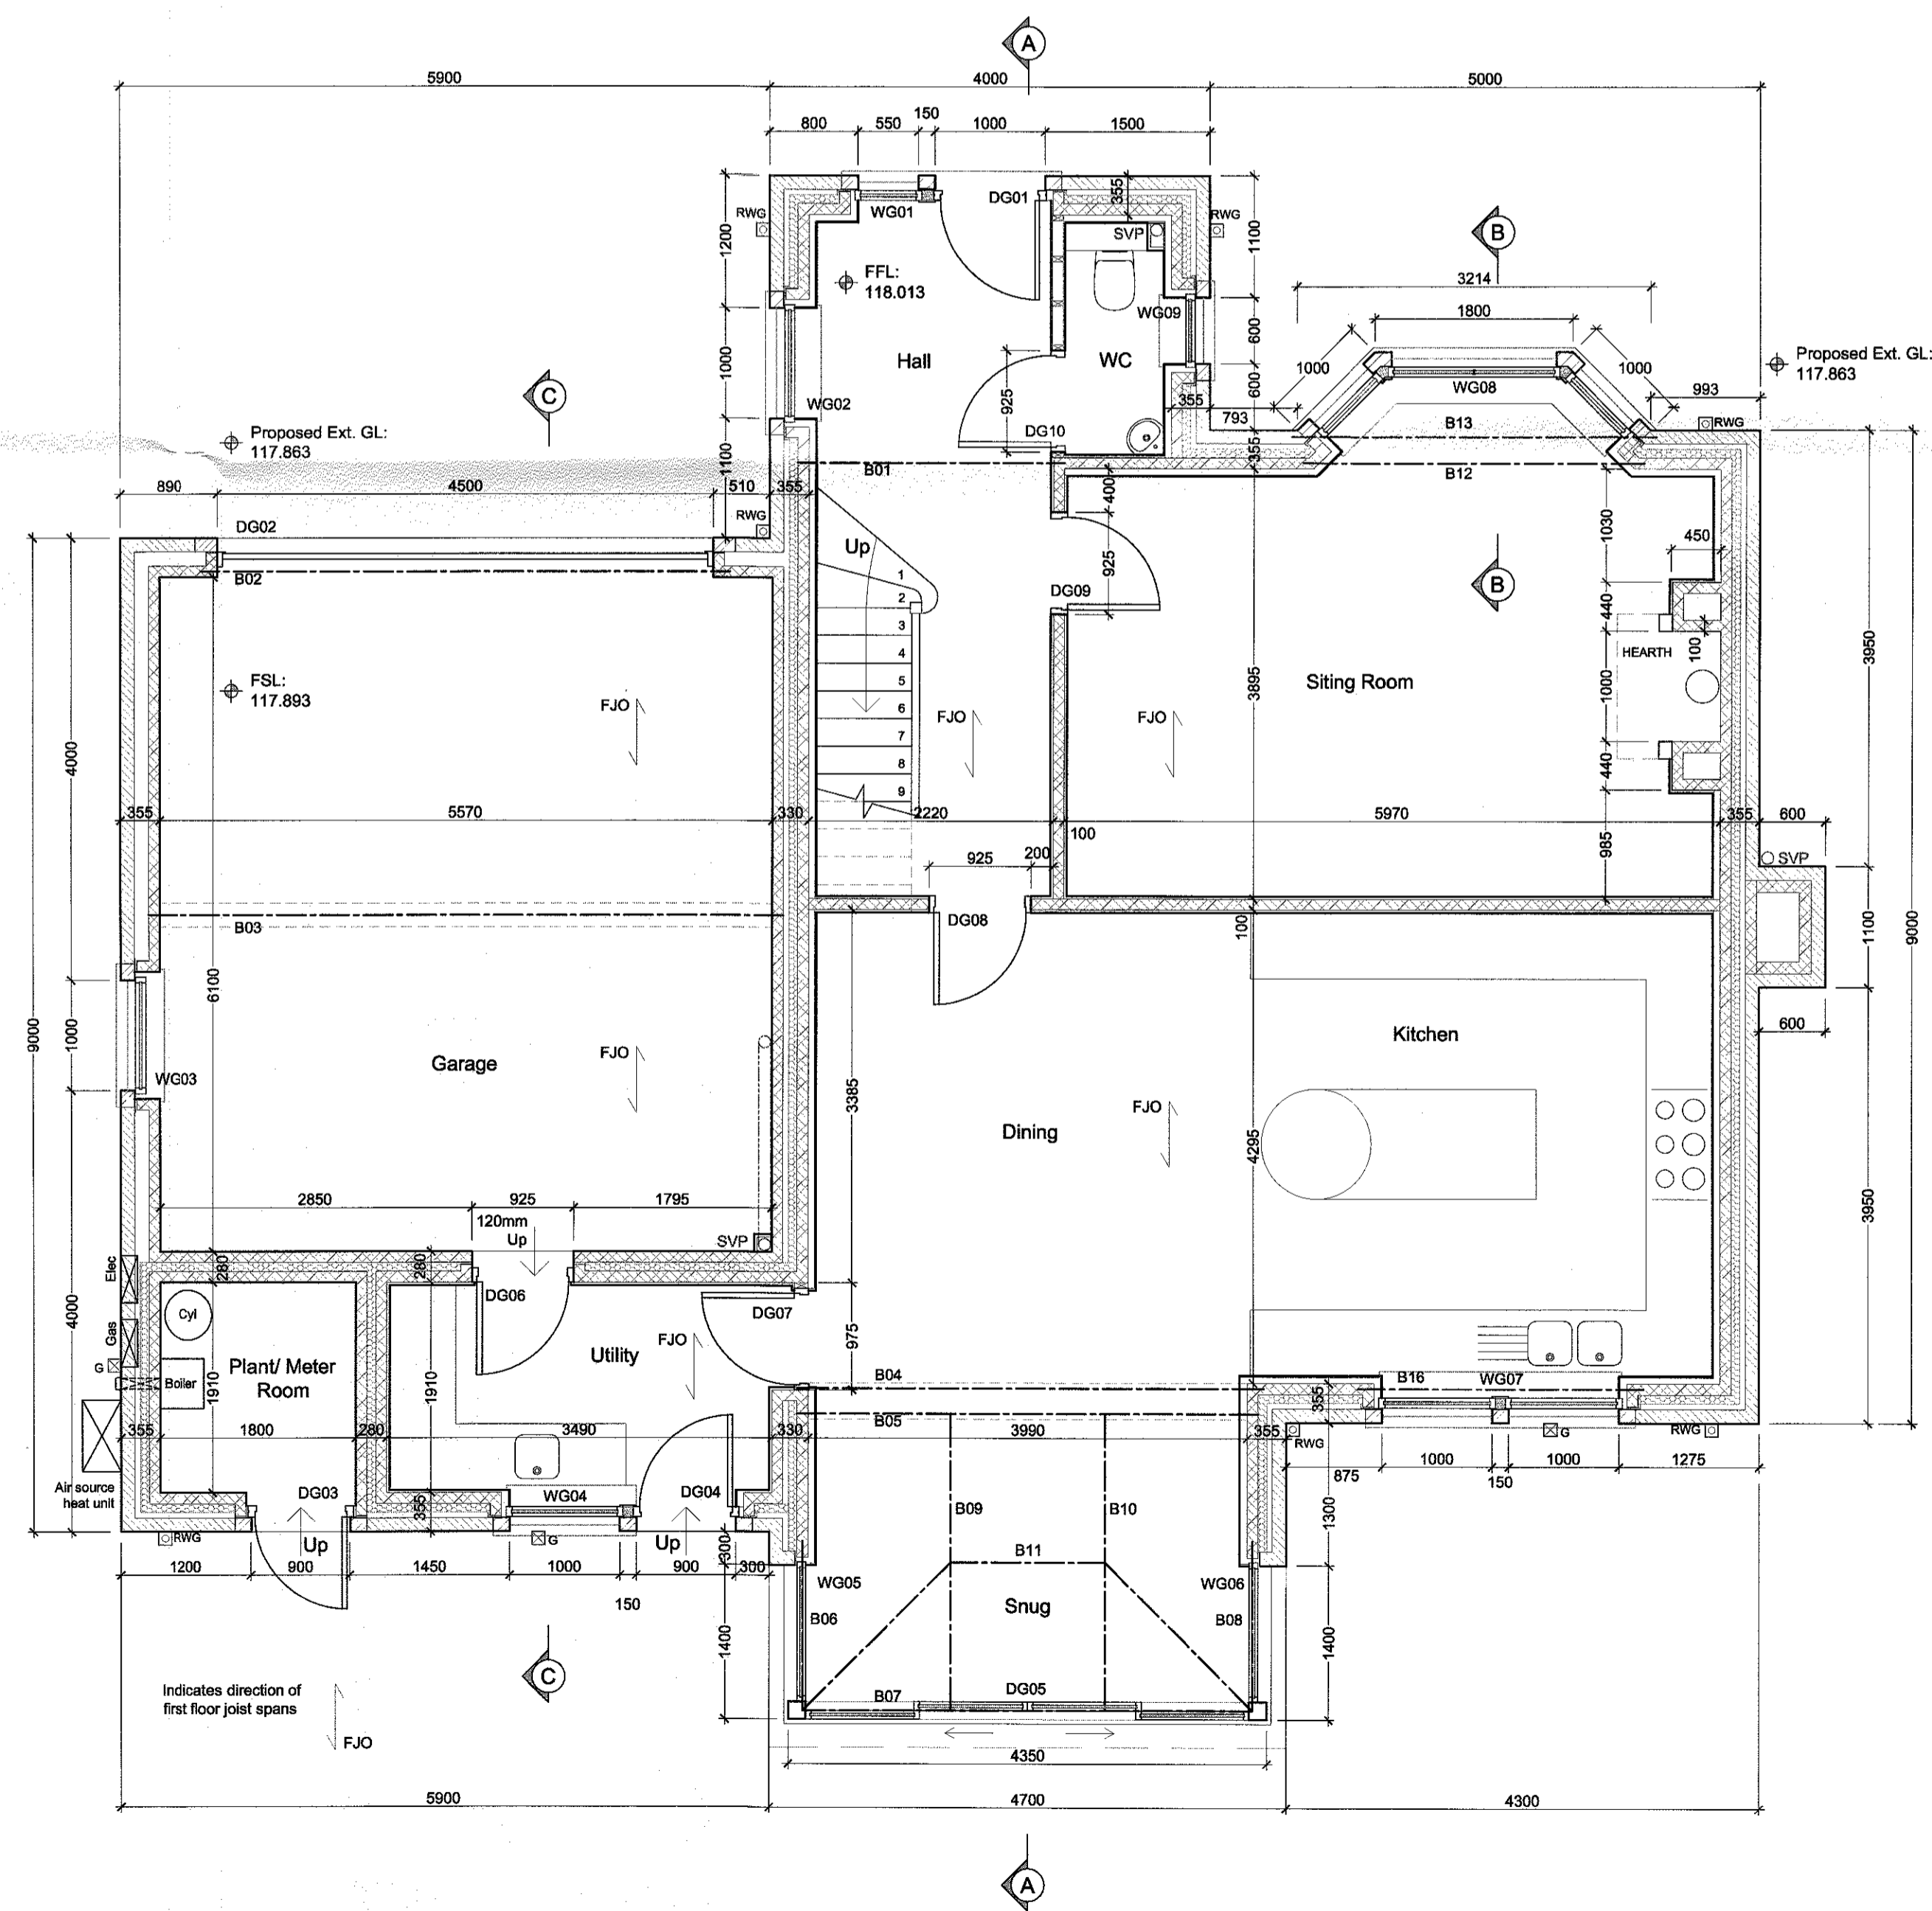 A
5900
4000
5000
800
550
150
1000
1500
RWG
WG01
DG01
355
RWG
1200
SVP
1100
B
FFL:
118.013
3214
WG09
1800
600
1000
Hall
WC
1000
1000
Proposed Ext. GL:
117.863
WG08
993
C
WG02
925
600
355
793
DG10
B13
RWG
Proposed Ext. GL:
117.863
1100
B01
355
B12
890
4500
510
355
400
1030
DG02
RWG
Up
450
B02
1
925
B
2
DG09
440
3
HEARTH
100
3950
4
FSL:
117.893
5
3895
Siting Room
1000
FJO
6
FJO
FJO
7
4000
8
440
9
355
5570
330
2220
100
5970
355
600
925
200
985
SVP
B03
DG08
100
1100
9000
6100
9000
1000
600
Kitchen
Garage
FJO
WG03
3385
FJO
Dining
4295
2850
925
1795
3950
120mm
Up
SVP
Elec
280
280
DG06
DG07
4000
Cyl
Gas
FJO
975
G
Plant/ Meter
Room
Utility
Boiler
1910
1910
B04
B16
WG07
355
B05
355
1800
280
3490
330
3990
355
RWG
G
RWG
875
1000
150
1000
1275
Air source
heat unit
DG03
355
WG04
DG04
B09
B10
1300
RWG
Up
G
Up
300
B11
1200
900
1450
1000
900
300
WG05
WG06
150
B06
Snug
B08
1400
1400
C
Indicates direction of
first floor joist spans
B07
DG05
FJO
4350
5900
4700
4300
A